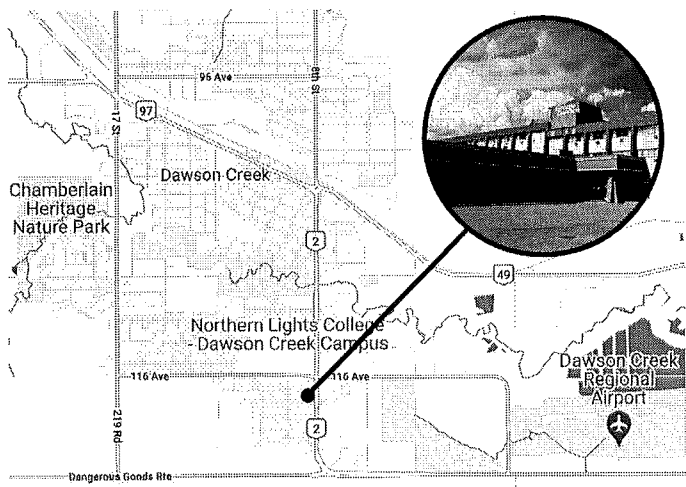 96 Ave
8th St
97
17 St
Dawson Creek
Chamberlain
Heritage
Nature Park
2
49
Northern Lights College
- Dawson Creek Campus
Dawson Creek
Regional
Airport
116 Ave
116 Ave
219 Rd
2
Dangerous Goods Rte